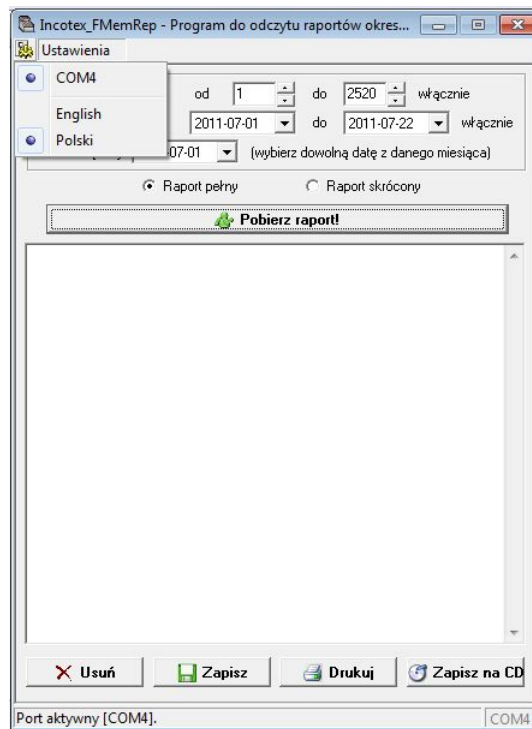 Incotex_FMemRep - Program do odczytu raportów okres...
Ustawienia
COM4
English
Polski
od 1 do 2520 włącznie
2011-07-01 do 2011-07-22 włącznie
07-01 (wybierz dowolną datę z danego miesiąca)
Raport pełny Raport skrócony
Pobierz raport!
Usuń Zapisz Drukuj Zapisz na CD
Port aktywny [COM4]. COM4